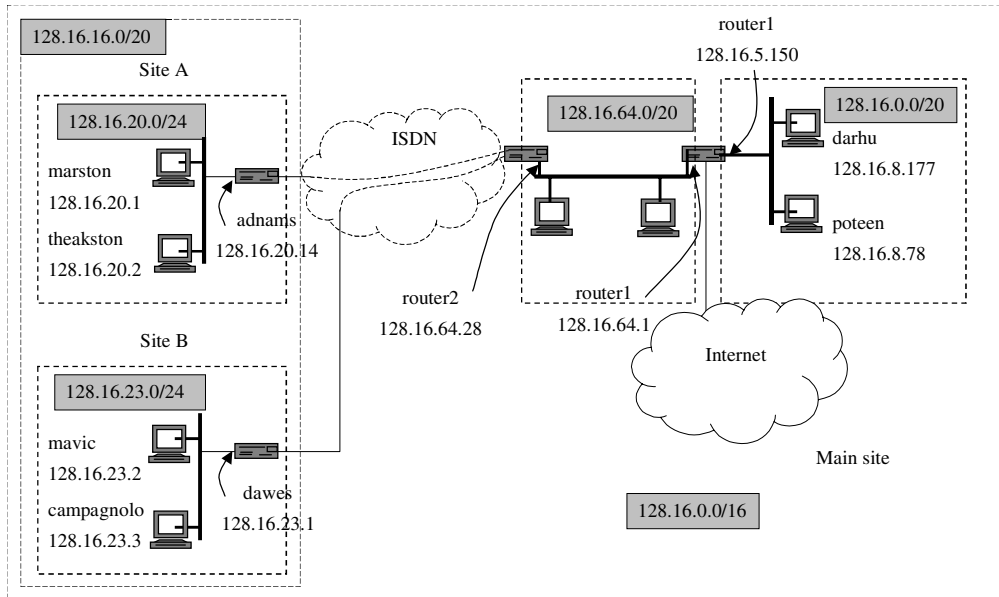 128.16.16.0/20
Site A
128.16.20.0/24
marston
128.16.20.1
theakston
128.16.20.2
adnams
128.16.20.14
Site B
128.16.23.0/24
mavic
128.16.23.2
campagnolo
128.16.23.3
dawes
128.16.23.1
ISDN
router2
128.16.64.28
128.16.64.0/20
router1
128.16.64.1
router1
128.16.5.150
128.16.0.0/20
darhu
128.16.8.177
poteen
128.16.8.78
Internet
Main site
128.16.0.0/16